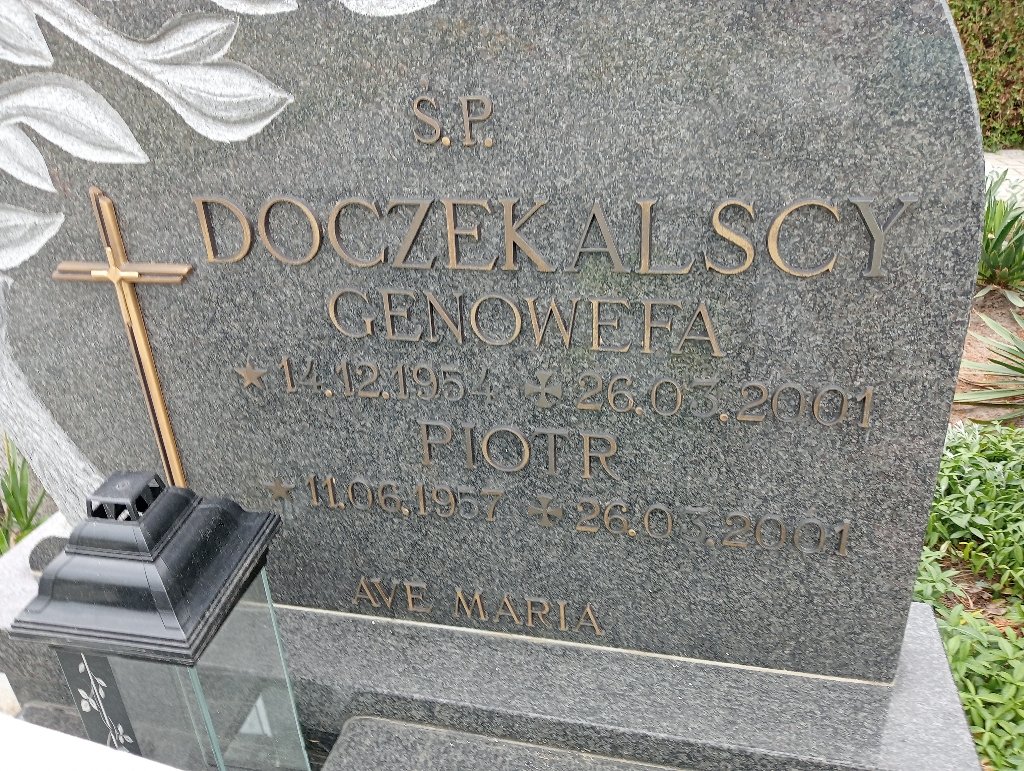 S.P.
DOCZEKALSCY
GENOWEFA
14.12.1954 26.03.2001
PIOTR
11.06.1957 26.03.2001
AVE MARIA